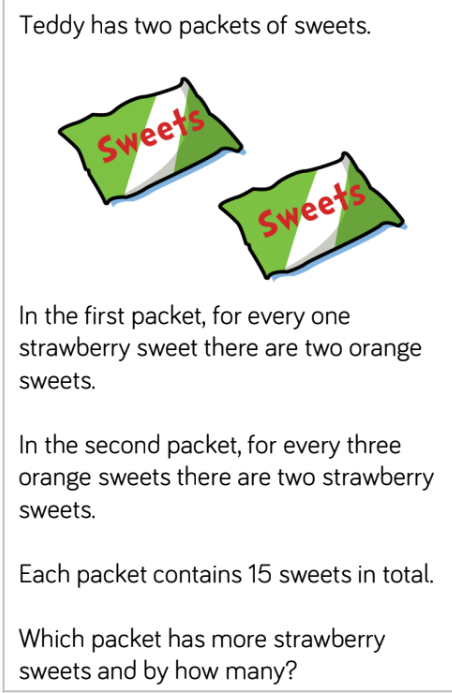 Teddy has two packets of sweets.
Sweets
Sweets
In the first packet, for every one
strawberry sweet there are two orange
sweets.
In the second packet, for every three
orange sweets there are two strawberry
sweets.
Each packet contains 15 sweets in total.
Which packet has more strawberry
sweets and by how many?